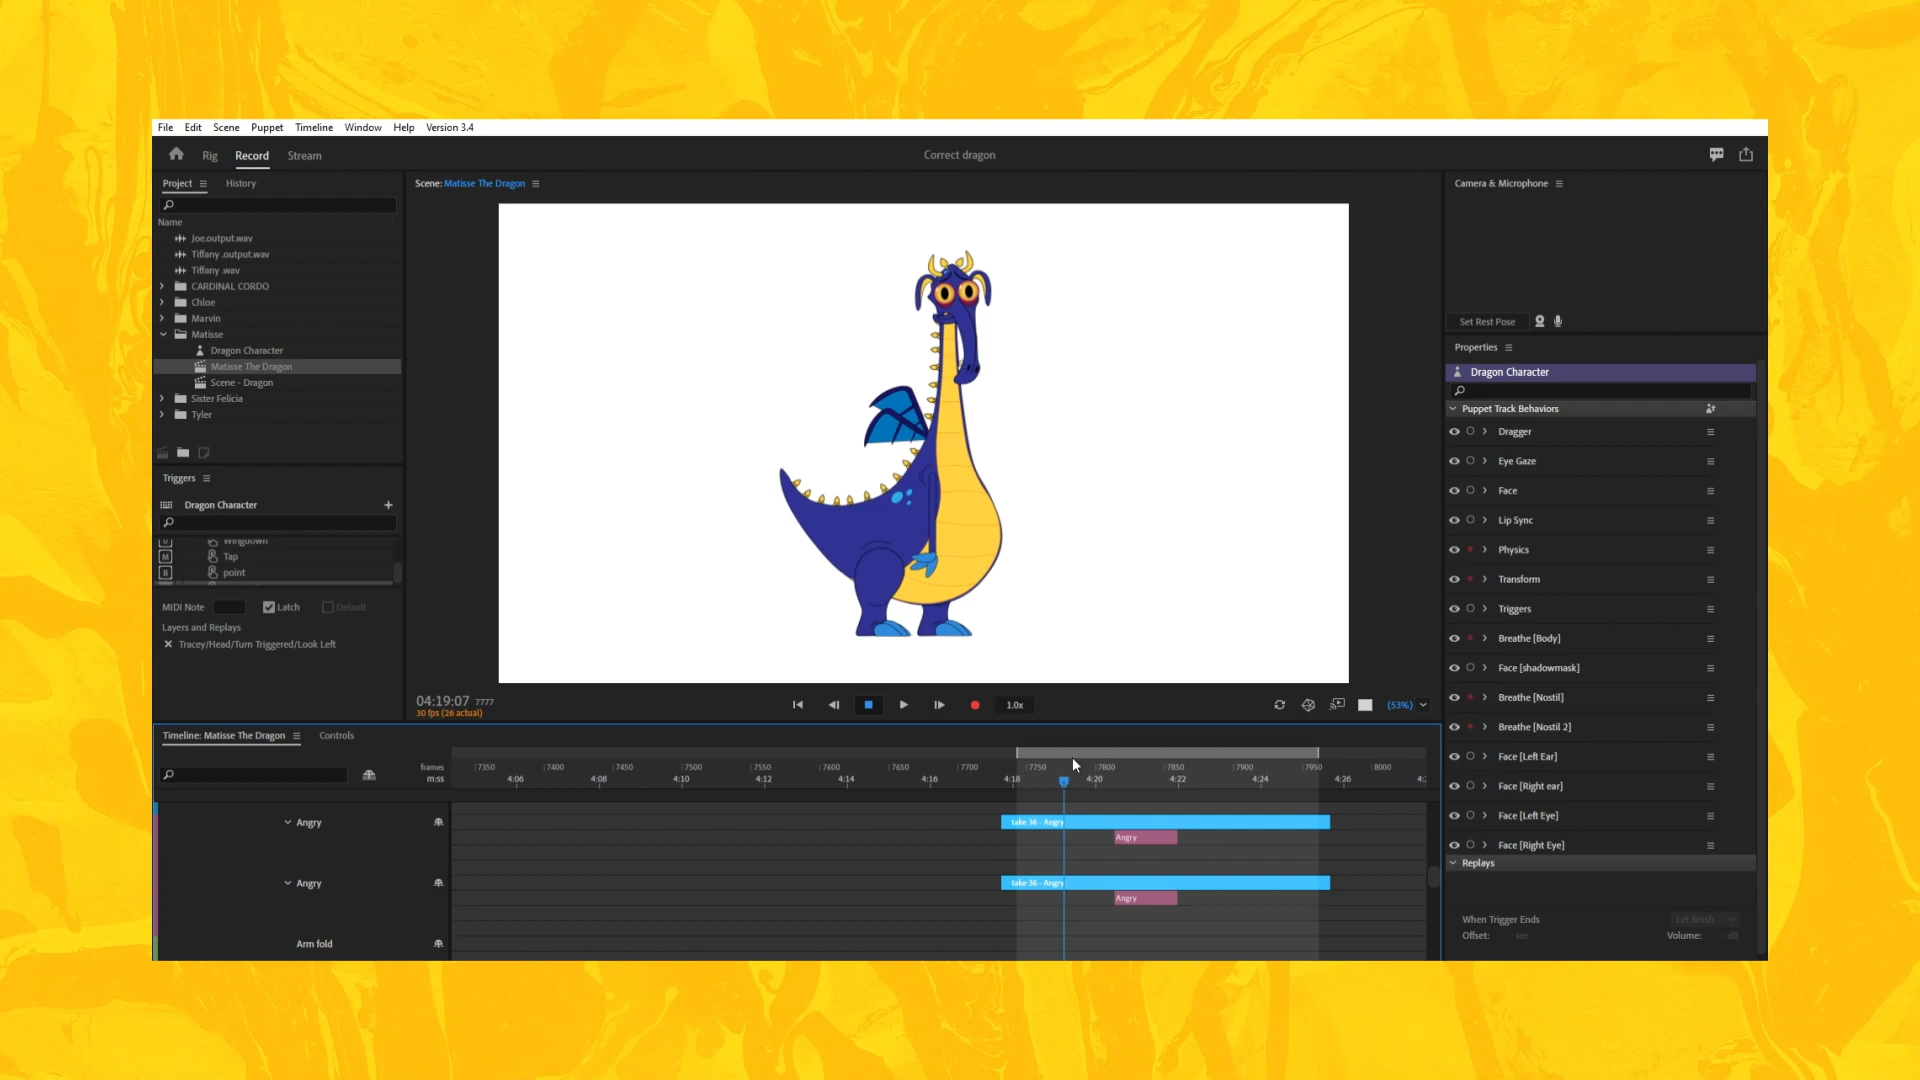 File Edit Scene Puppet Timeline Window Help Version 3.4
Rig Record Stream
Correct dragon
Project History
Name
Joe.output.wav
Tiffany .output.wav
Tiffany .wav
CARDINAL CORDO
Chloe
Marvin
Matisse
Dragon Character
Matisse The Dragon
Scene - Dragon
Sister Felicia
Tyler
Triggers
Dragon Character
U Wingdown
M Tap
B point
MIDI Note Latch Default
Layers and Replays
Tracey/Head/Turn Triggered/Look Left
Scene: Matisse The Dragon
04:19:07 7777
30 fps (26 actual)
1.0x
(53%)
Camera & Microphone
Set Rest Pose
Properties
Dragon Character
Puppet Track Behaviors
Dragger
Eye Gaze
Face
Lip Sync
Physics
Transform
Triggers
Breathe [Body]
Face [shadowmask]
Breathe [Nostil]
Breathe [Nostil 2]
Face [Left Ear]
Face [Right ear]
Face [Left Eye]
Face [Right Eye]
Replays
When Trigger Ends Let finish
Offset: - sec Volume: - dB
Timeline: Matisse The Dragon Controls
frames 7350 7400 7450 7500 7550 7600 7650 7700 7750 7800 7850 7900 7950 8000
m:ss 4:06 4:08 4:10 4:12 4:14 4:16 4:18 4:20 4:22 4:24 4:26
Angry take 36 - Angry
Angry
Angry take 36 - Angry
Angry
Arm fold